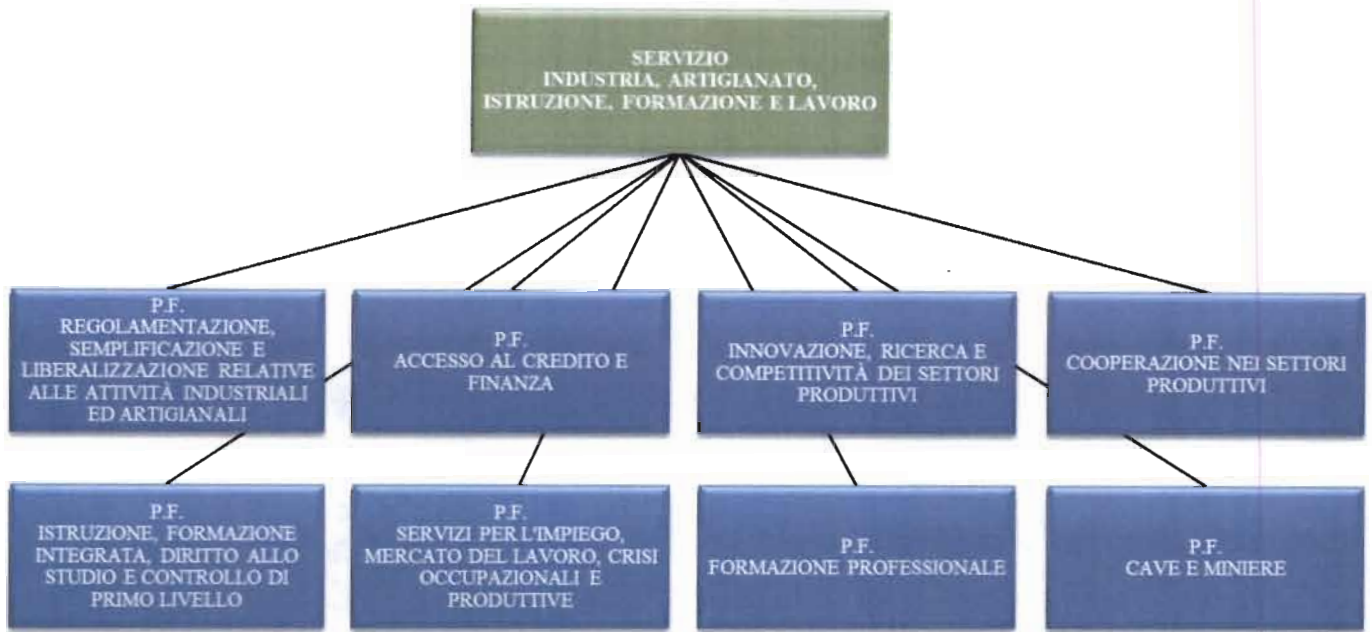 SERVIZIO
INDUSTRIA, ARTIGIANATO,
ISTRUZIONE, FORMAZIONE E LAVORO
P.F.
REGOLAMENTAZIONE,
SEMPLIFICAZIONE E
LIBERALIZZAZIONE RELATIVE
ALLE ATTIVITÀ INDUSTRIALI
ED ARTIGIANALI
P.F.
ACCESSO AL CREDITO E
FINANZA
P.F.
INNOVAZIONE, RICERCA E
COMPETITIVITÀ DEI SETTORI
PRODUTTIVI
P.F.
COOPERAZIONE NEI SETTORI
PRODUTTIVI
P.F.
ISTRUZIONE, FORMAZIONE
INTEGRATA, DIRITTO ALLO
STUDIO E CONTROLLO DI
PRIMO LIVELLO
P.F.
SERVIZI PER L'IMPIEGO,
MERCATO DEL LAVORO, CRISI
OCCUPAZIONALI E
PRODUTTIVE
P.F.
FORMAZIONE PROFESSIONALE
P.F.
CAVE E MINIERE